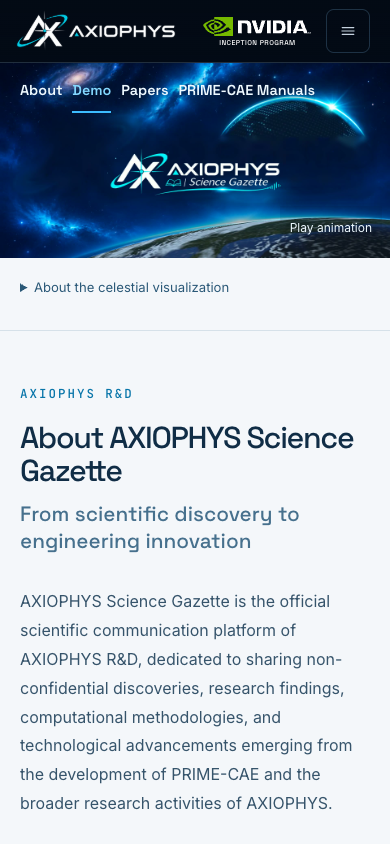 AXIOPHYS
NVIDIA
INCEPTION PROGRAM
About Demo Papers PRIME-CAE Manuals
AXIOPHYS
Science Gazette
Play animation
About the celestial visualization
AXIOPHYS R&D
About AXIOPHYS Science
Gazette
From scientific discovery to
engineering innovation
AXIOPHYS Science Gazette is the official
scientific communication platform of
AXIOPHYS R&D, dedicated to sharing non-
confidential discoveries, research findings,
computational methodologies, and
technological advancements emerging from
the development of PRIME-CAE and the
broader research activities of AXIOPHYS.